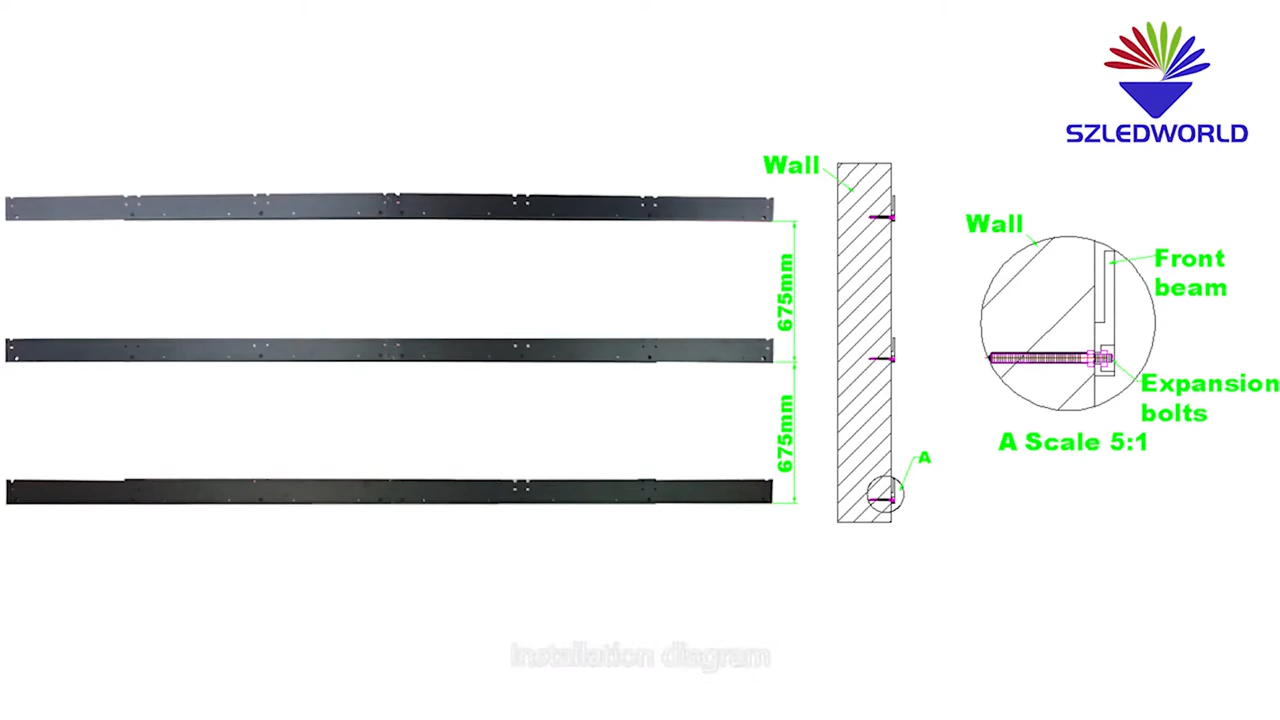 SZLEDWORLD
Wall
Wall
Front
beam
675mm
Expansion
bolts
A Scale 5:1
675mm
A
Installation diagram